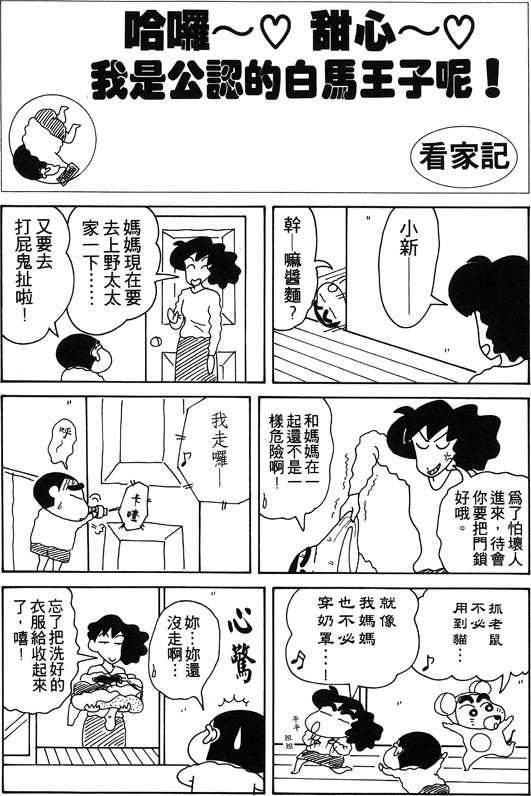 哈囉～♡ 甜心～♡
我是公認的白馬王子呢！
看家記
小新——
幹—嘛醬麵？
媽媽現在要
去上野太太
家一下……
又要去
打屁鬼扯啦！
為了怕壞人
進來，待會
你要把門鎖
好哦。
和媽媽在一
起還不是一
樣危險啊！
我走囉——
卡噠
呼～
抓老鼠
不必
用到貓…
就像
我媽媽
也不必
穿奶罩…！
平平
坦坦
心驚
妳…妳還
沒走啊…
忘了把洗好的
衣服給收起來
了，嘻！